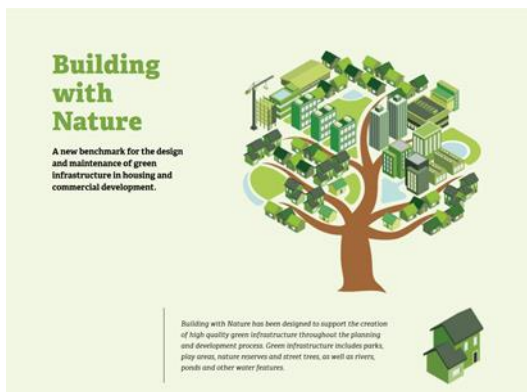 Building
with
Nature
A new benchmark for the design
and maintenance of green
infrastructure in housing and
commercial development.
Building with Nature has been designed to support the creation
of high quality green infrastructure throughout the planning
and development process. Green infrastructure includes parks,
play areas, nature reserves and street trees, as well as rivers,
ponds and other water features.